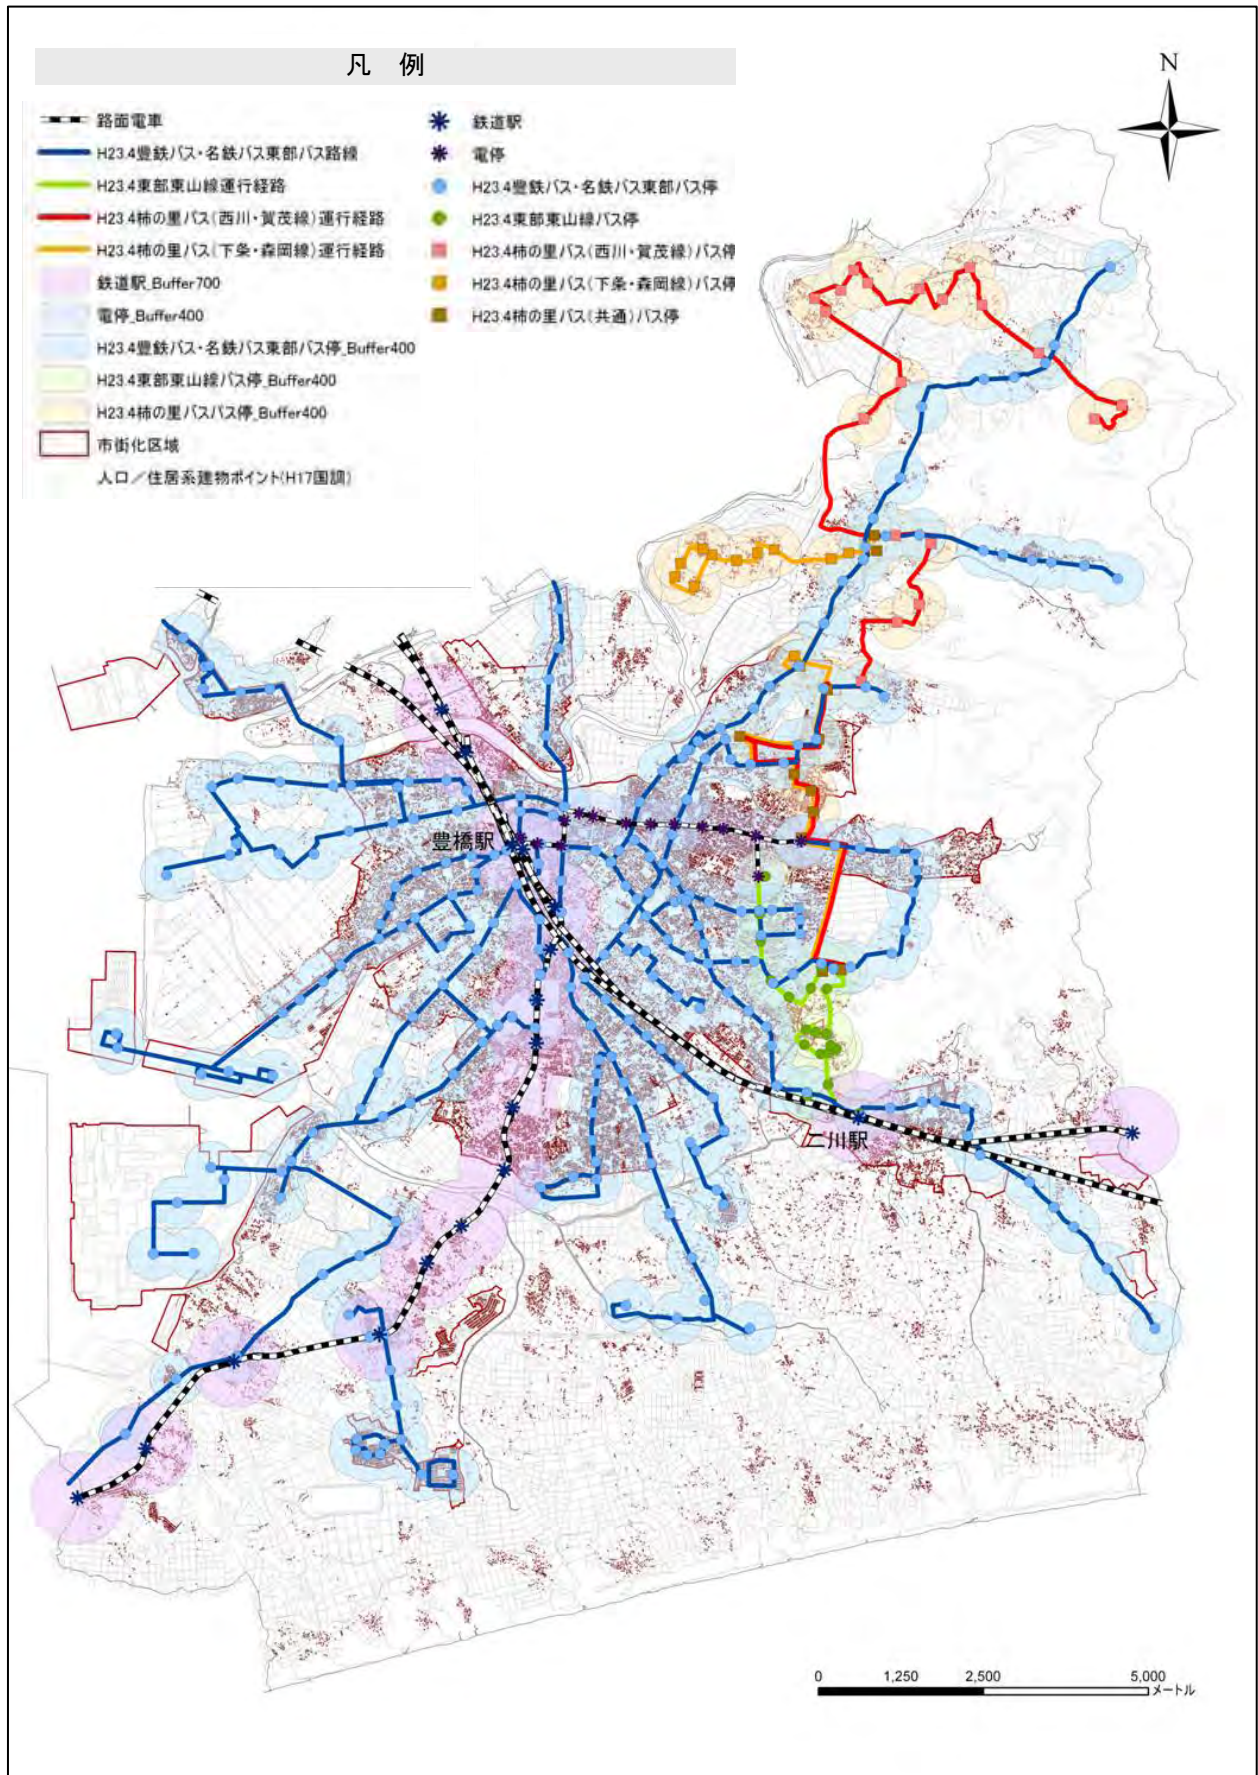 凡 例
路面電車
H23.4豊鉄バス・名鉄バス東部バス路線
H23.4東部東山線運行経路
H23.4柿の里バス(西川・賀茂線)運行経路
H23.4柿の里バス(下条・森岡線)運行経路
鉄道駅_Buffer700
電停_Buffer400
H23.4豊鉄バス・名鉄バス東部バス停_Buffer400
H23.4東部東山線バス停_Buffer400
H23.4柿の里バスバス停_Buffer400
市街化区域
人口/住居系建物ポイント(H17国調)
鉄道駅
電停
H23.4豊鉄バス・名鉄バス東部バス停
H23.4東部東山線バス停
H23.4柿の里バス(西川・賀茂線)バス停
H23.4柿の里バス(下条・森岡線)バス停
H23.4柿の里バス(共通)バス停
N
豊橋駅
二川駅
0 1,250 2,500 5,000
メートル